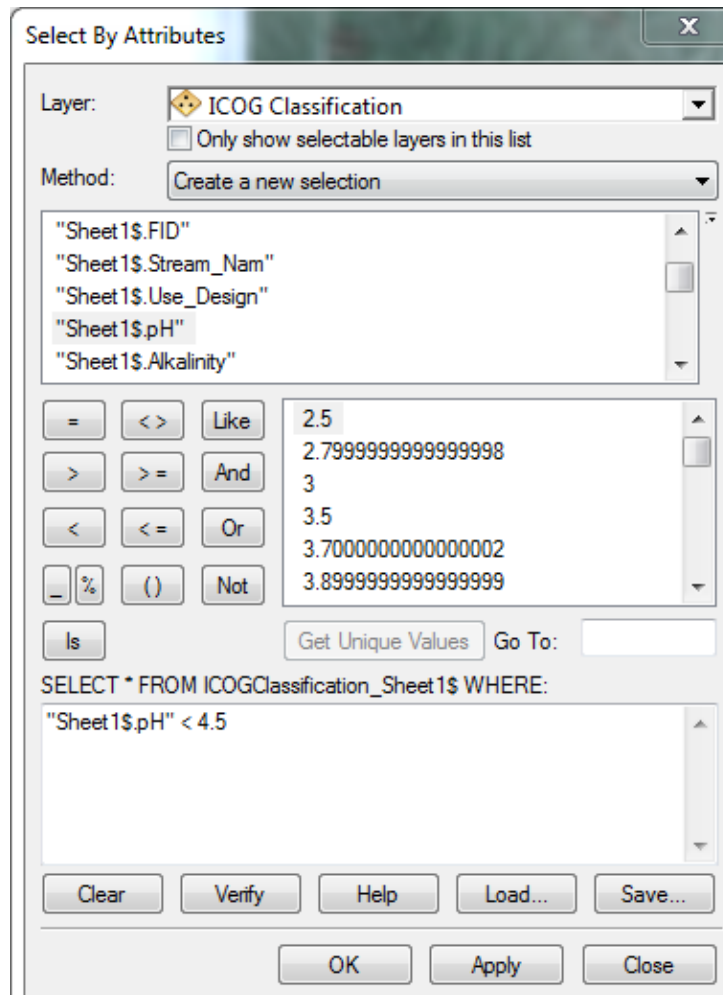 Select By Attributes
X
Layer: ICOG Classification
Only show selectable layers in this list
Method: Create a new selection
"Sheet1$.FID"
"Sheet1$.Stream_Nam"
"Sheet1$.Use_Design"
"Sheet1$.pH"
"Sheet1$.Alkalinity"
= < > Like
> > = And
< < = Or
_ % ( ) Not
Is
2.5
2.7999999999999998
3
3.5
3.7000000000000002
3.8999999999999999
Get Unique Values Go To:
SELECT * FROM ICOGClassification_Sheet1$ WHERE:
"Sheet1$.pH" < 4.5
Clear Verify Help Load... Save...
OK Apply Close